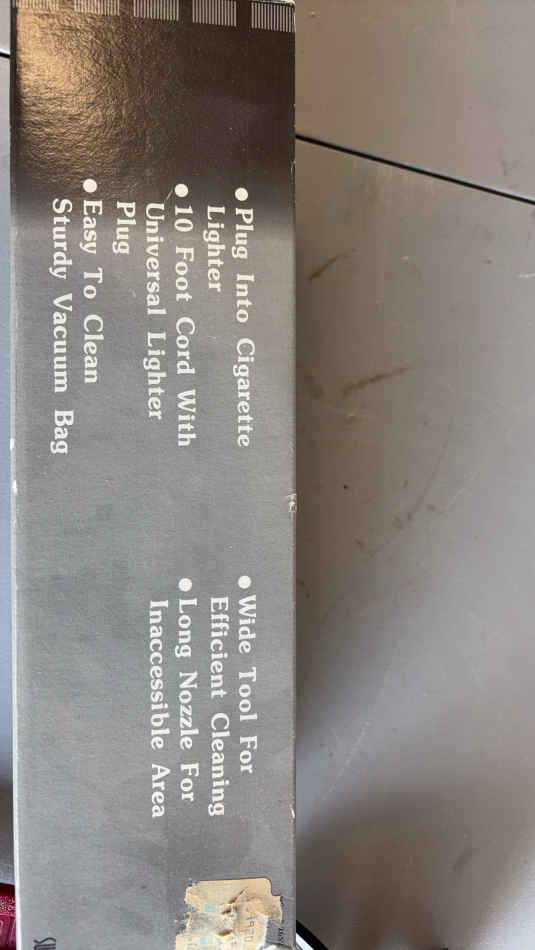 ● Plug Into Cigarette
Lighter
● 10 Foot Cord With
Universal Lighter
Plug
● Easy To Clean
Sturdy Vacuum Bag
● Wide Tool For
Efficient Cleaning
● Long Nozzle For
Inaccessible Area